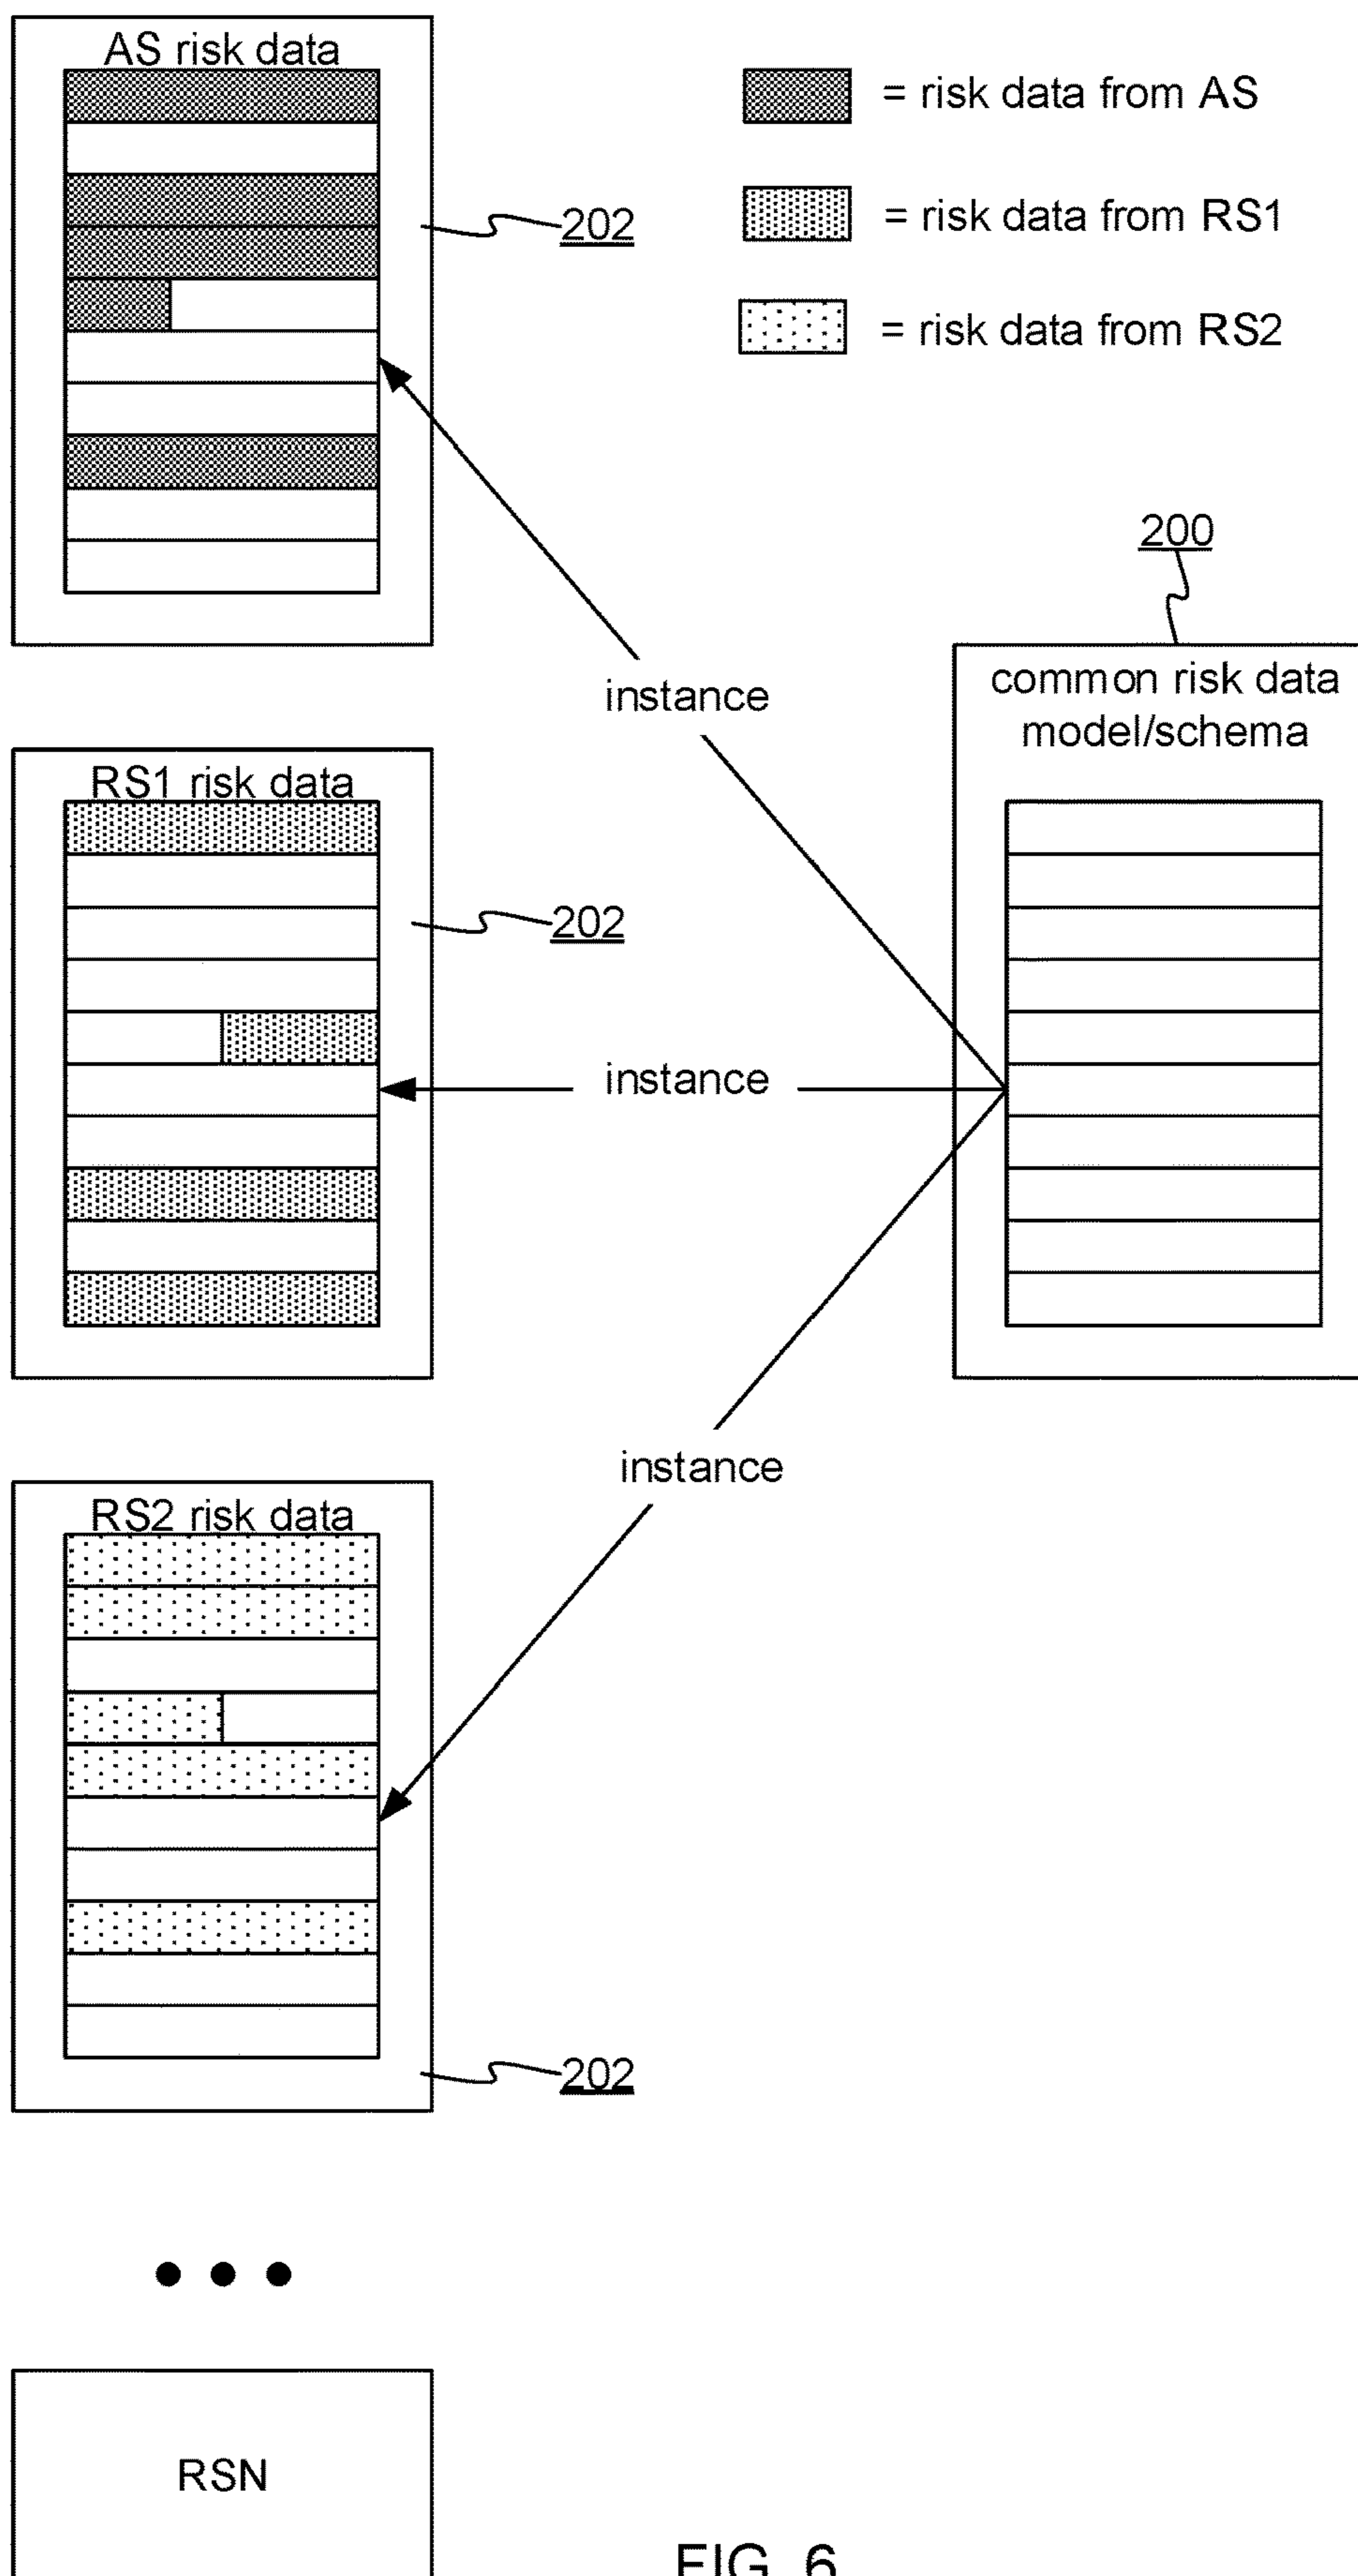 AS risk data
= risk data from AS
= risk data from RS1
= risk data from RS2
202
200
common risk data
model/schema
instance
RS1 risk data
202
instance
instance
RS2 risk data
202
RSN
FIG. 6